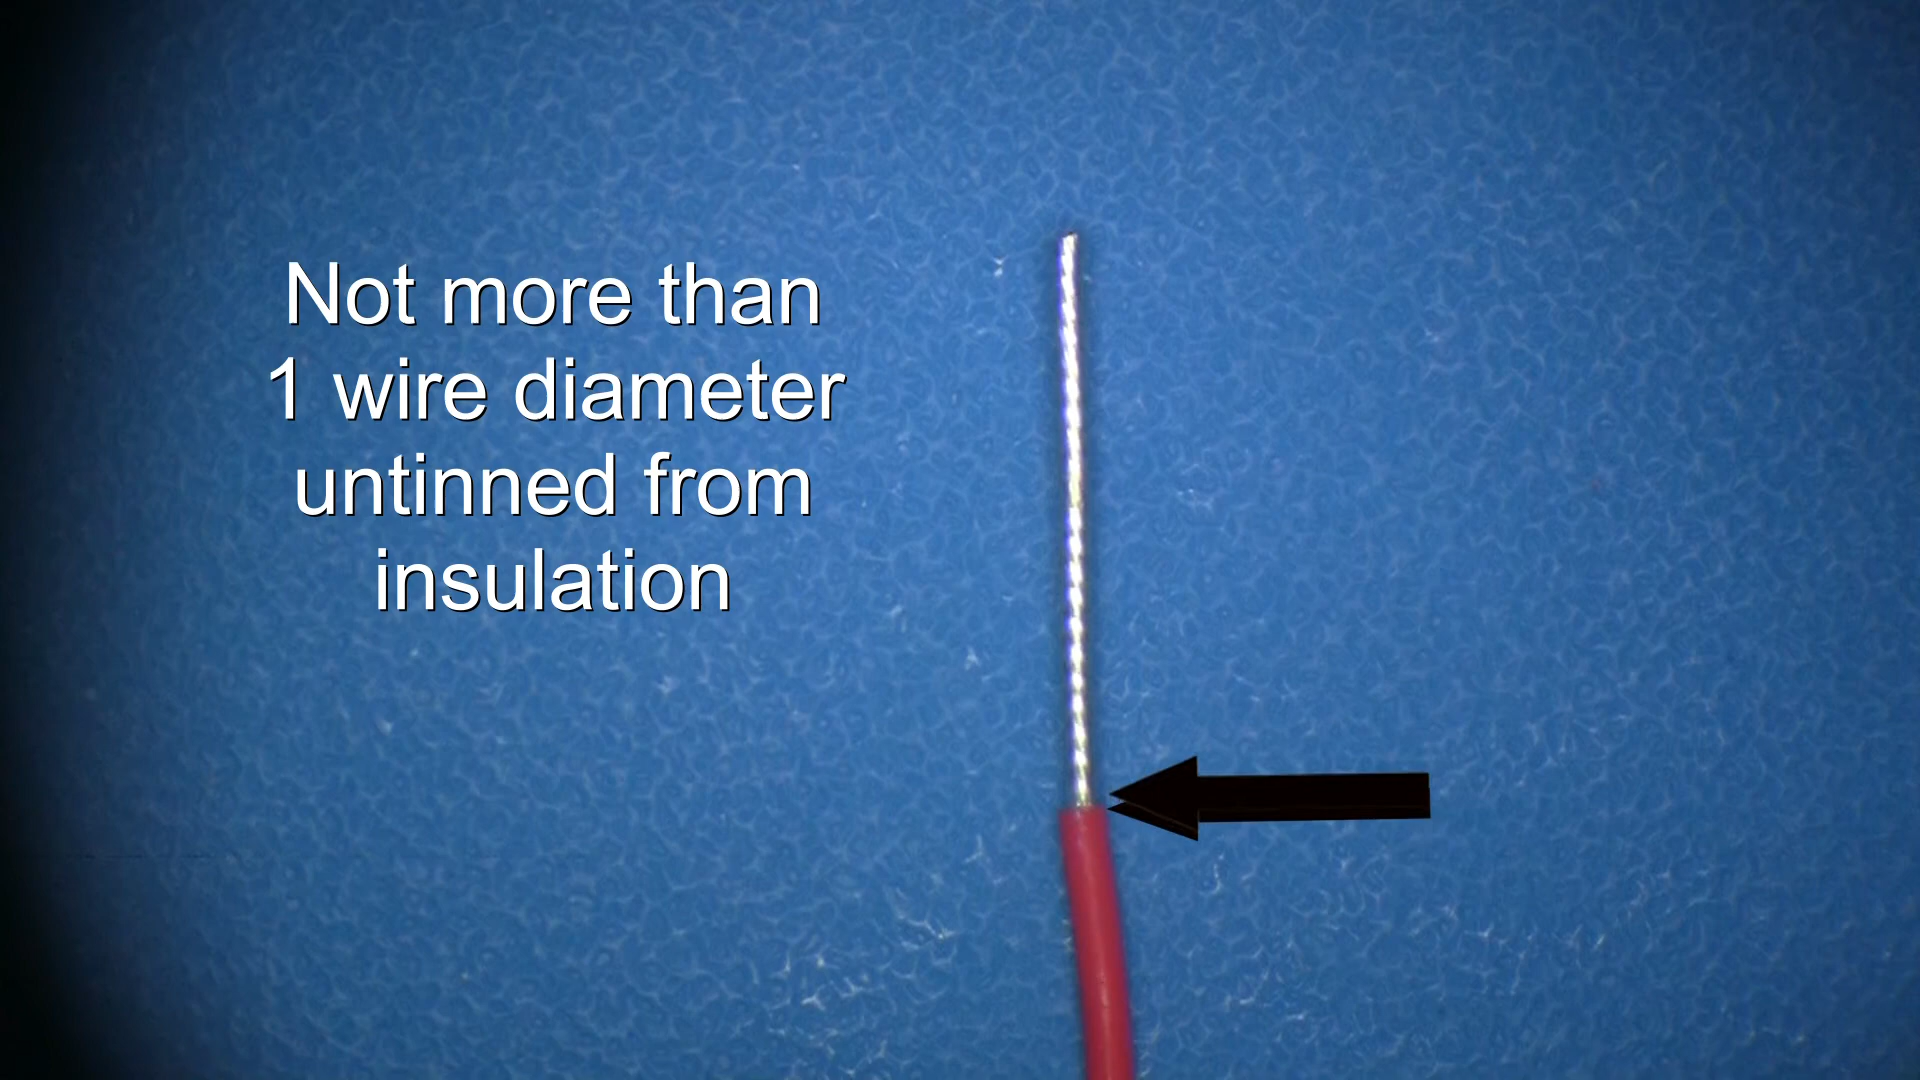 Not more than
1 wire diameter
untinned from
insulation